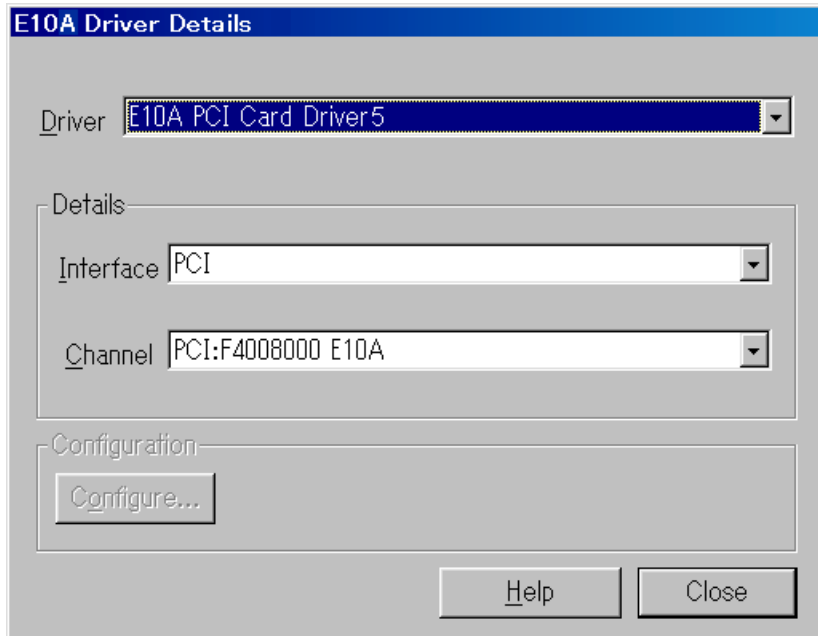 E10A Driver Details
Driver E10A PCI Card Driver5
Details
Interface PCI
Channel PCI:F4008000 E10A
Configuration
Configure...
Help Close